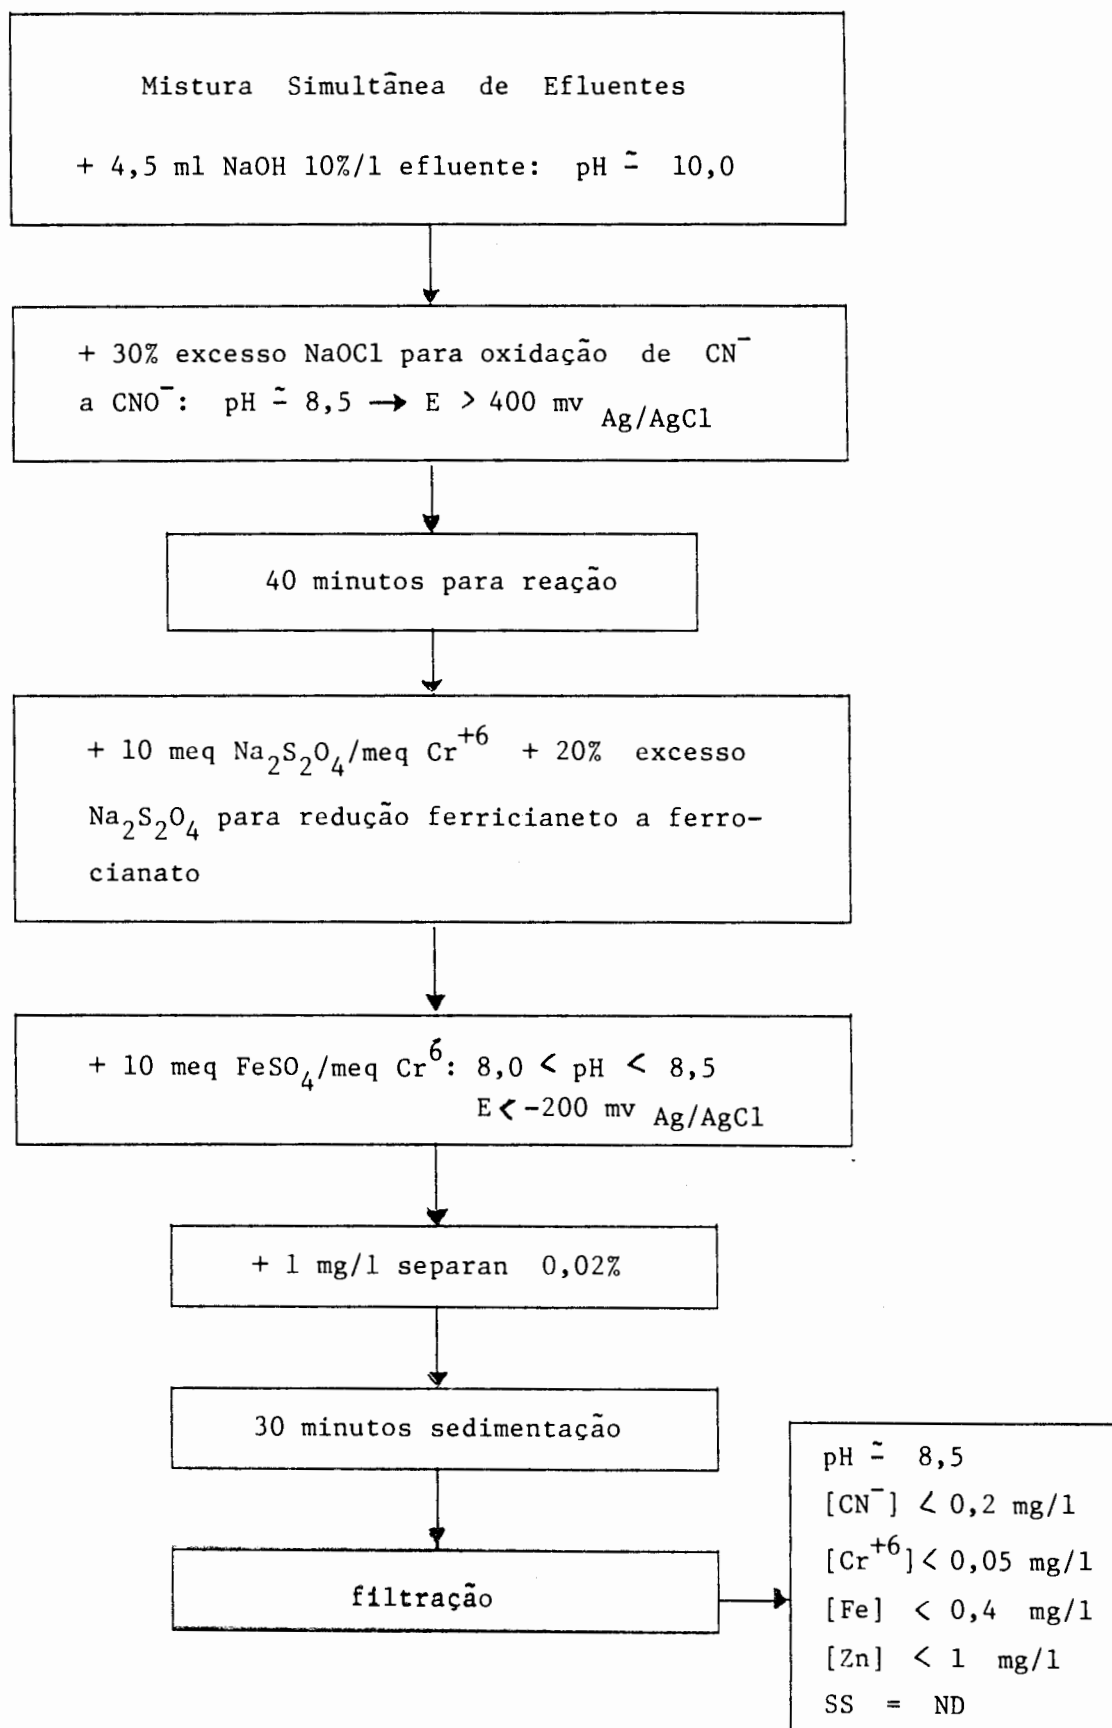 Mistura Simultânea de Efluentes
+ 4,5 ml NaOH 10%/l efluente: pH ≃ 10,0
+ 30% excesso NaOCl para oxidação de CN⁻
a CNO⁻: pH ≃ 8,5 → E > 400 mv Ag/AgCl
40 minutos para reação
+ 10 meq Na₂S₂O₄/meq Cr⁺⁶ + 20% excesso
Na₂S₂O₄ para redução ferricianeto a ferro-
cianato
+ 10 meq FeSO₄/meq Cr⁶: 8,0 < pH < 8,5
E < -200 mv Ag/AgCl
+ 1 mg/l separan 0,02%
30 minutos sedimentação
filtração
pH ≃ 8,5
[CN⁻] < 0,2 mg/l
[Cr⁺⁶] < 0,05 mg/l
[Fe] < 0,4 mg/l
[Zn] < 1 mg/l
SS = ND